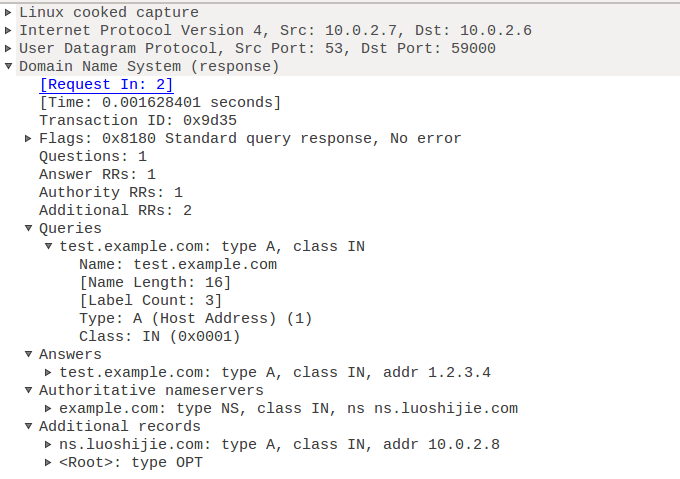 Linux cooked capture
Internet Protocol Version 4, Src: 10.0.2.7, Dst: 10.0.2.6
User Datagram Protocol, Src Port: 53, Dst Port: 59000
Domain Name System (response)
[Request In: 2]
[Time: 0.001628401 seconds]
Transaction ID: 0x9d35
Flags: 0x8180 Standard query response, No error
Questions: 1
Answer RRs: 1
Authority RRs: 1
Additional RRs: 2
Queries
test.example.com: type A, class IN
Name: test.example.com
[Name Length: 16]
[Label Count: 3]
Type: A (Host Address) (1)
Class: IN (0x0001)
Answers
test.example.com: type A, class IN, addr 1.2.3.4
Authoritative nameservers
example.com: type NS, class IN, ns ns.luoshijie.com
Additional records
ns.luoshijie.com: type A, class IN, addr 10.0.2.8
<Root>: type OPT